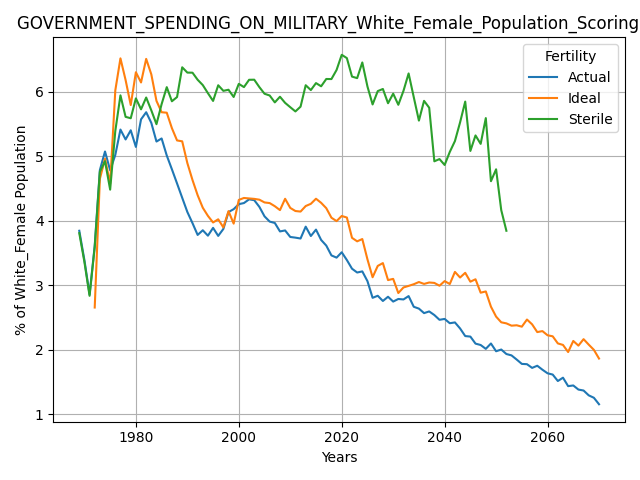 GOVERNMENT_SPENDING_ON_MILITARY_White_Female_Population_Scoring
Fertility
Actual
Ideal
Sterile
% of White_Female Population
6
5
4
3
2
1
1980
2000
2020
2040
2060
Years